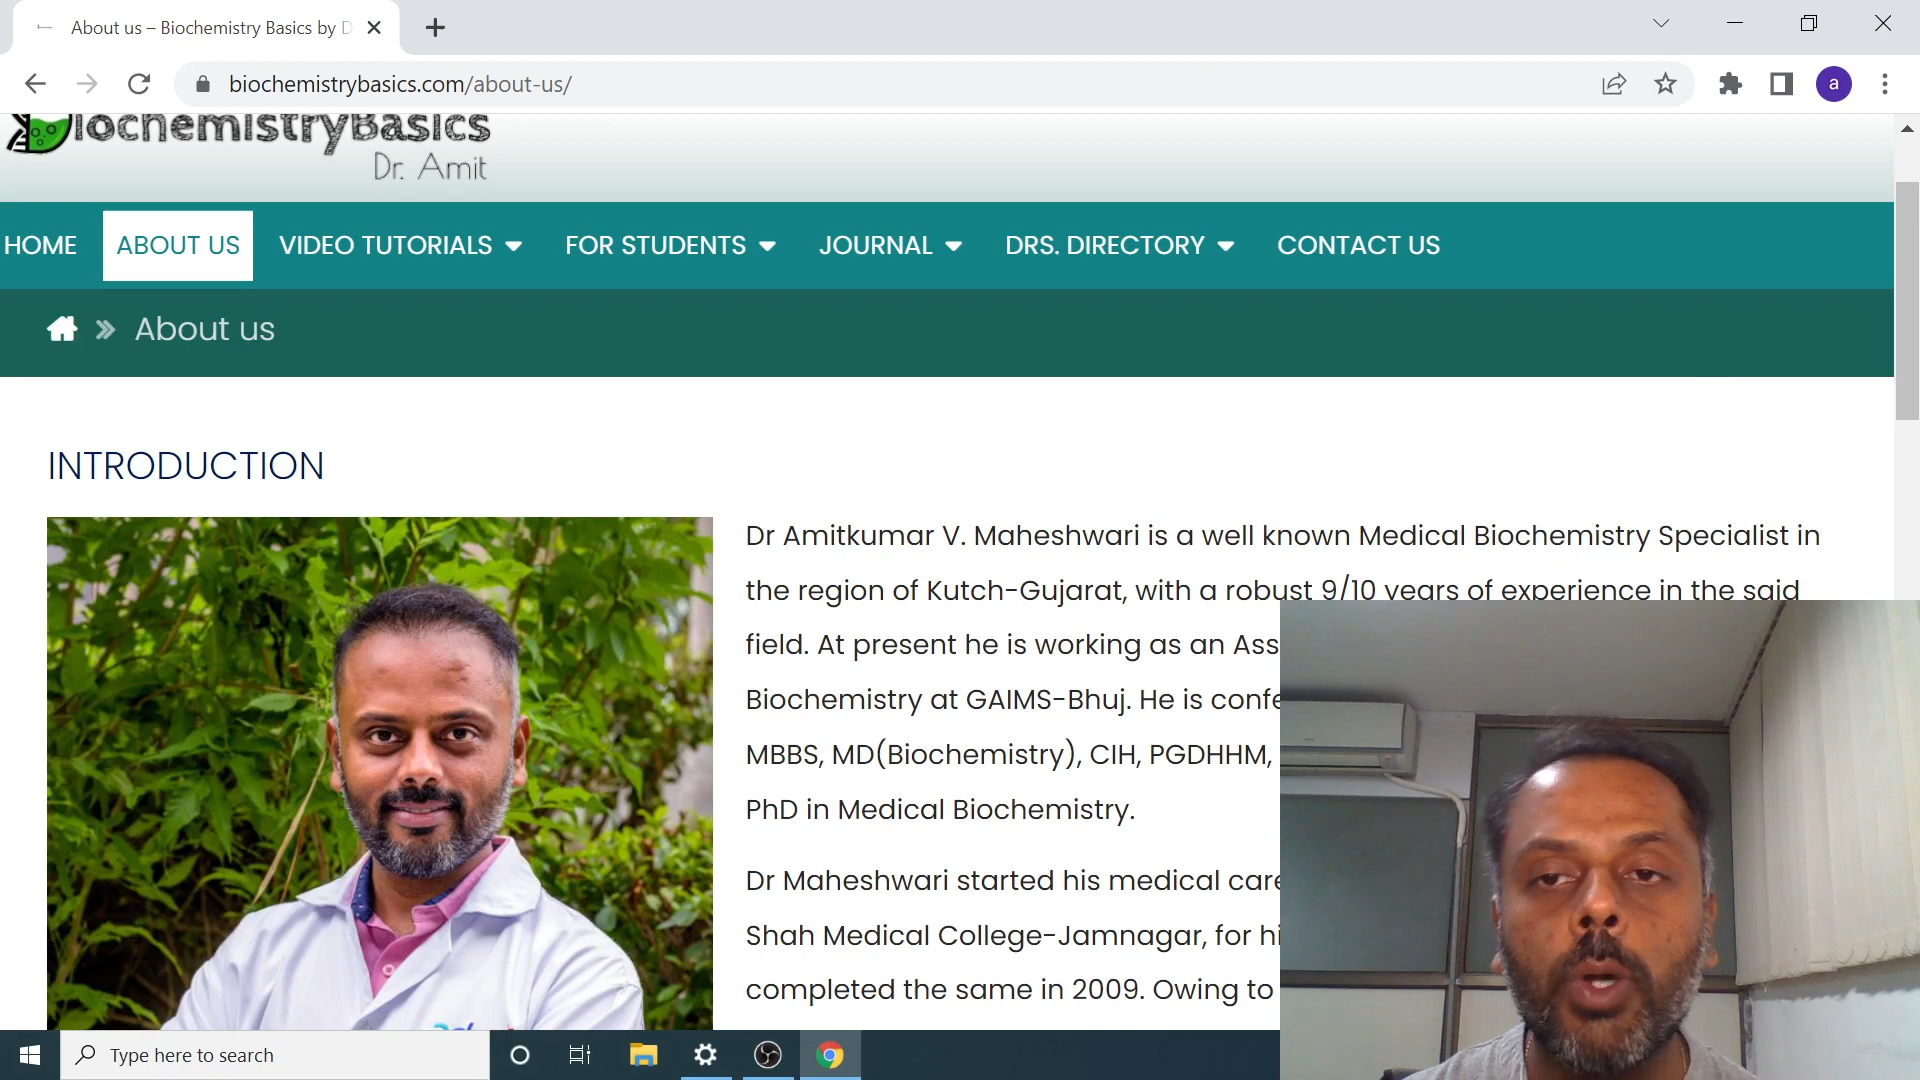 About us – Biochemistry Basics by D
biochemistrybasics.com/about-us/
a
BiochemistryBasics
Dr. Amit
HOME ABOUT US VIDEO TUTORIALS FOR STUDENTS JOURNAL DRS. DIRECTORY CONTACT US
About us
INTRODUCTION
Dr Amitkumar V. Maheshwari is a well known Medical Biochemistry Specialist in
the region of Kutch-Gujarat, with a robust 9/10 years of experience in the said
field. At present he is working as an Ass
Biochemistry at GAIMS-Bhuj. He is confe
MBBS, MD(Biochemistry), CIH, PGDHHM,
PhD in Medical Biochemistry.
Dr Maheshwari started his medical care
Shah Medical College-Jamnagar, for hi
completed the same in 2009. Owing to
Type here to search